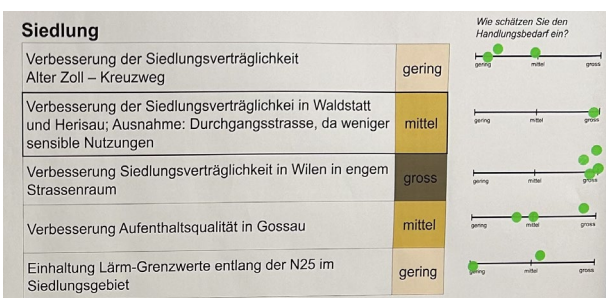 Siedlung
Wie schätzen Sie den
Handlungsbedarf ein?
Verbesserung der Siedlungsverträglichkeit
Alter Zoll – Kreuzweg
gering
gering mittel gross
Verbesserung der Siedlungsverträglichkei in Waldstatt
und Herisau; Ausnahme: Durchgangsstrasse, da weniger
sensible Nutzungen
mittel
gering mittel gross
Verbesserung Siedlungsverträglichkeit in Wilen in engem
Strassenraum
gross
gering mittel gross
Verbesserung Aufenthaltsqualität in Gossau
mittel
gering mittel gross
Einhaltung Lärm-Grenzwerte entlang der N25 im
Siedlungsgebiet
gering
gering mittel gross